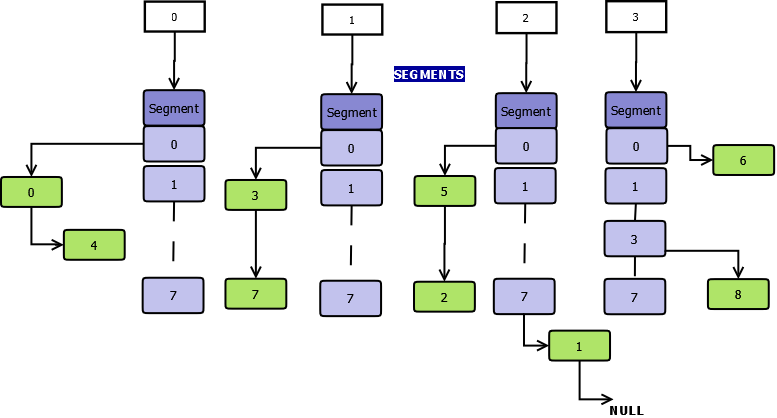 0 1 2 3
SEGMENTS
Segment Segment Segment Segment
0 0 0 0 6
0 1 3 1 5 1 1
4 3
7 7 7 2 7 7 8
1
NULL